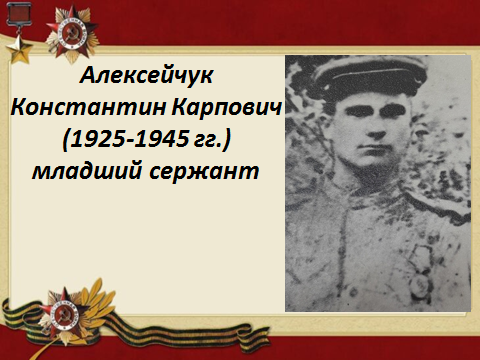 Алексейчук
Константин Карпович
(1925-1945 гг.)
младший сержант